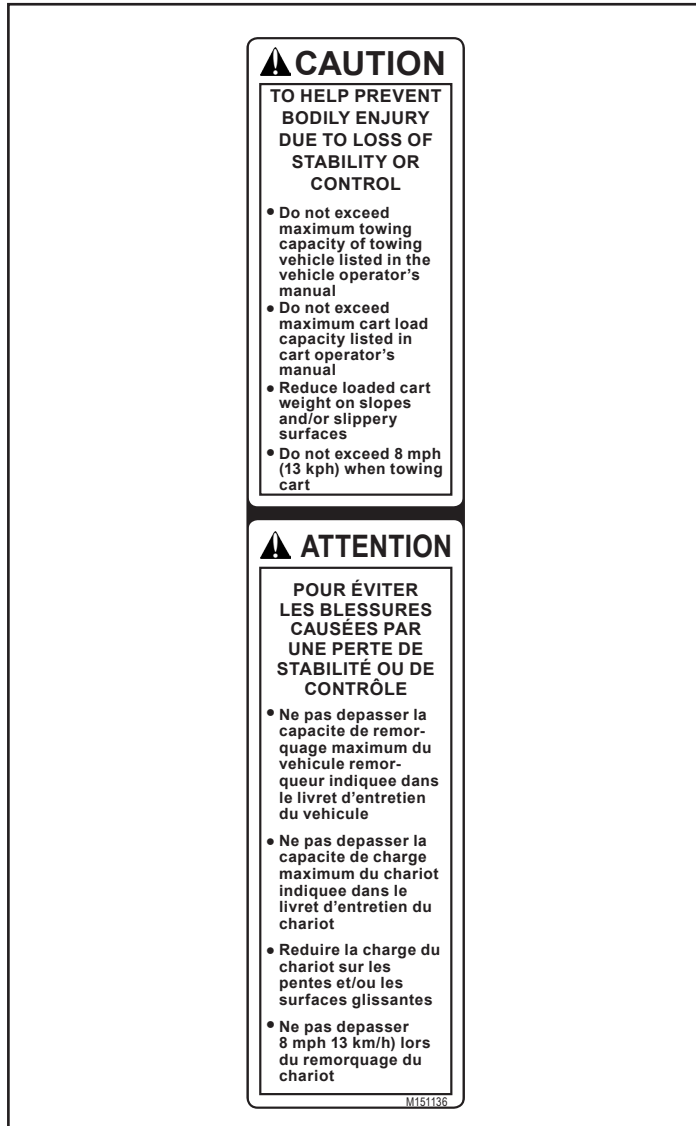 CAUTION
TO HELP PREVENT
BODILY ENJURY
DUE TO LOSS OF
STABILITY OR
CONTROL
• Do not exceed
maximum towing
capacity of towing
vehicle listed in the
vehicle operator's
manual
• Do not exceed
maximum cart load
capacity listed in
cart operator's
manual
• Reduce loaded cart
weight on slopes
and/or slippery
surfaces
• Do not exceed 8 mph
(13 kph) when towing
cart
ATTENTION
POUR ÉVITER
LES BLESSURES
CAUSÉES PAR
UNE PERTE DE
STABILITÉ OU DE
CONTRÔLE
• Ne pas depasser la
capacite de remor-
quage maximum du
vehicule remor-
queur indiquee dans
le livret d'entretien
du vehicule
• Ne pas depasser la
capacite de charge
maximum du chariot
indiquee dans le
livret d'entretien du
chariot
• Reduire la charge du
chariot sur les
pentes et/ou les
surfaces glissantes
• Ne pas depasser
8 mph 13 km/h) lors
du remorquage du
chariot
M151136